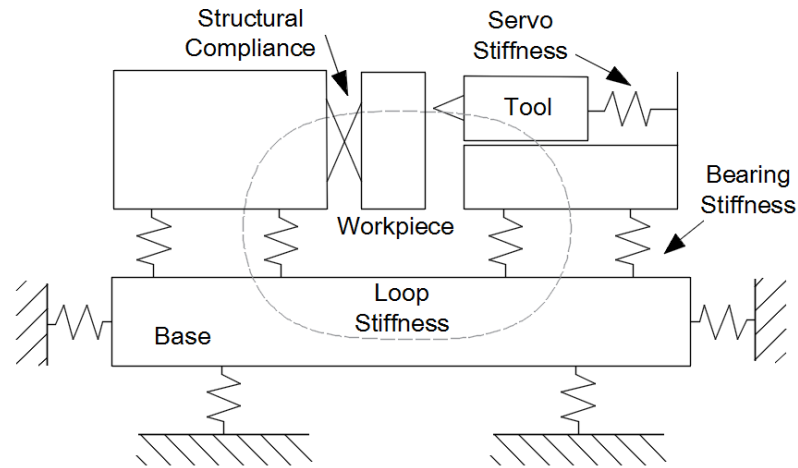 Structural
Compliance
Servo
Stiffness
Tool
Bearing
Stiffness
Workpiece
Loop
Stiffness
Base